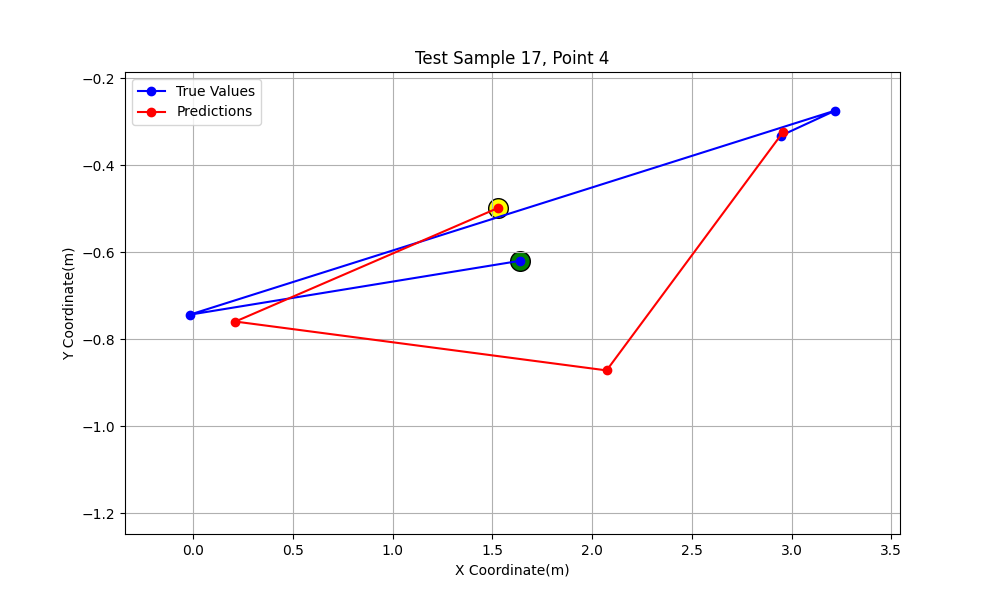 Test Sample 17, Point 4
True Values
Predictions
−0.2
−0.4
−0.6
−0.8
−1.0
−1.2
Y Coordinate(m)
0.0 0.5 1.0 1.5 2.0 2.5 3.0 3.5
X Coordinate(m)